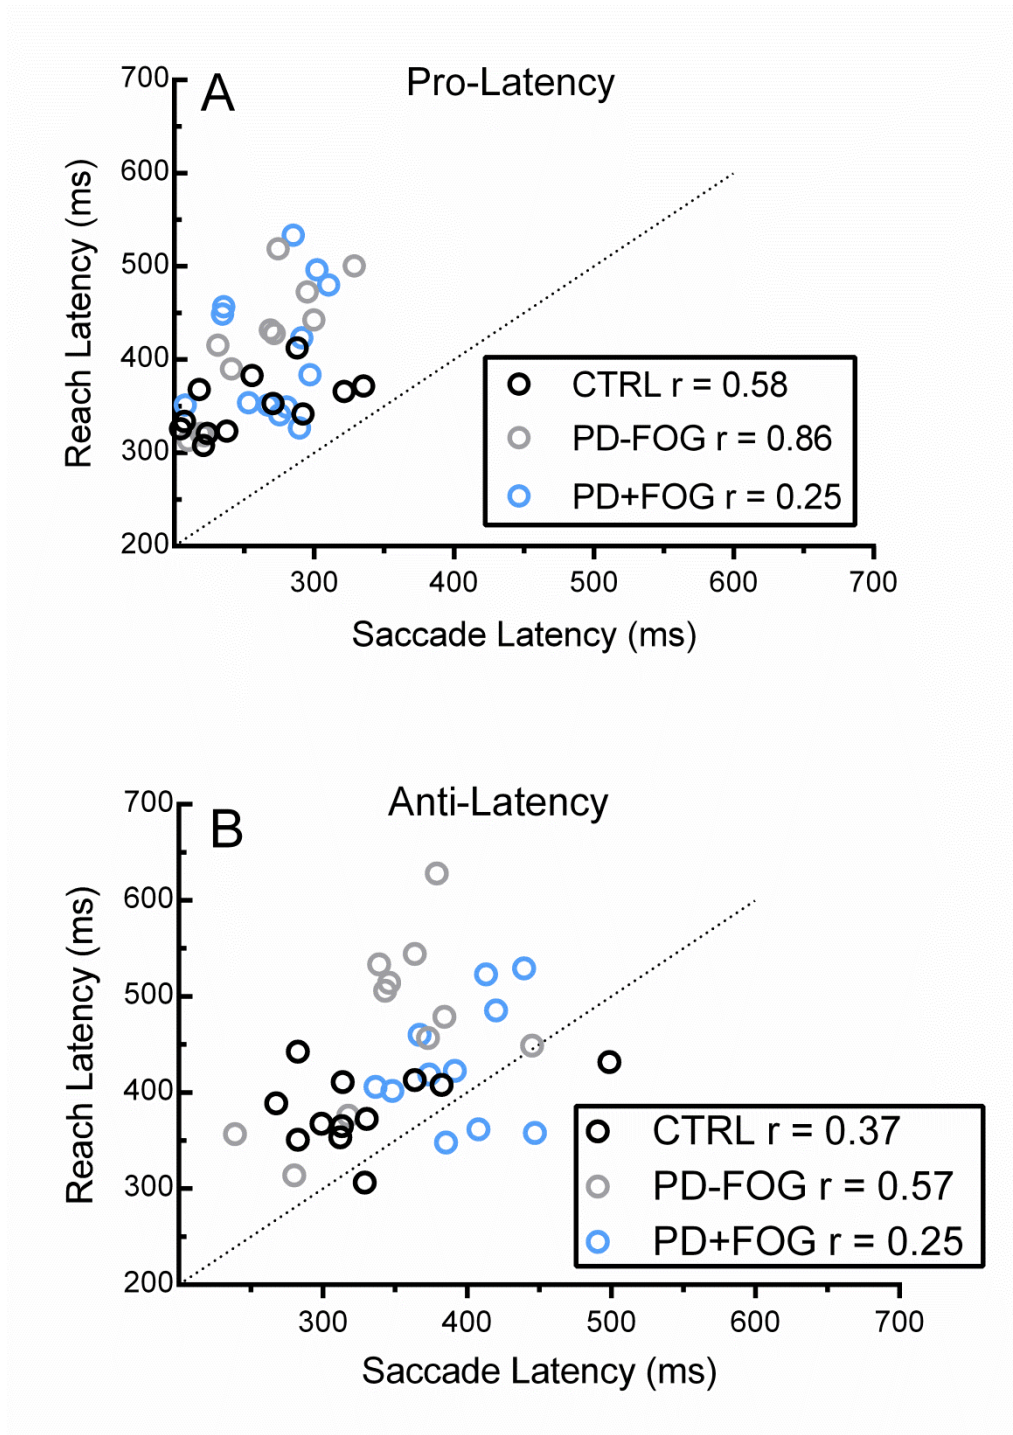 A
Pro-Latency
700
600
500
400
300
200
Reach Latency (ms)
CTRL r = 0.58
PD-FOG r = 0.86
PD+FOG r = 0.25
300 400 500 600 700
Saccade Latency (ms)
B
Anti-Latency
700
600
500
400
300
200
Reach Latency (ms)
CTRL r = 0.37
PD-FOG r = 0.57
PD+FOG r = 0.25
300 400 500 600 700
Saccade Latency (ms)